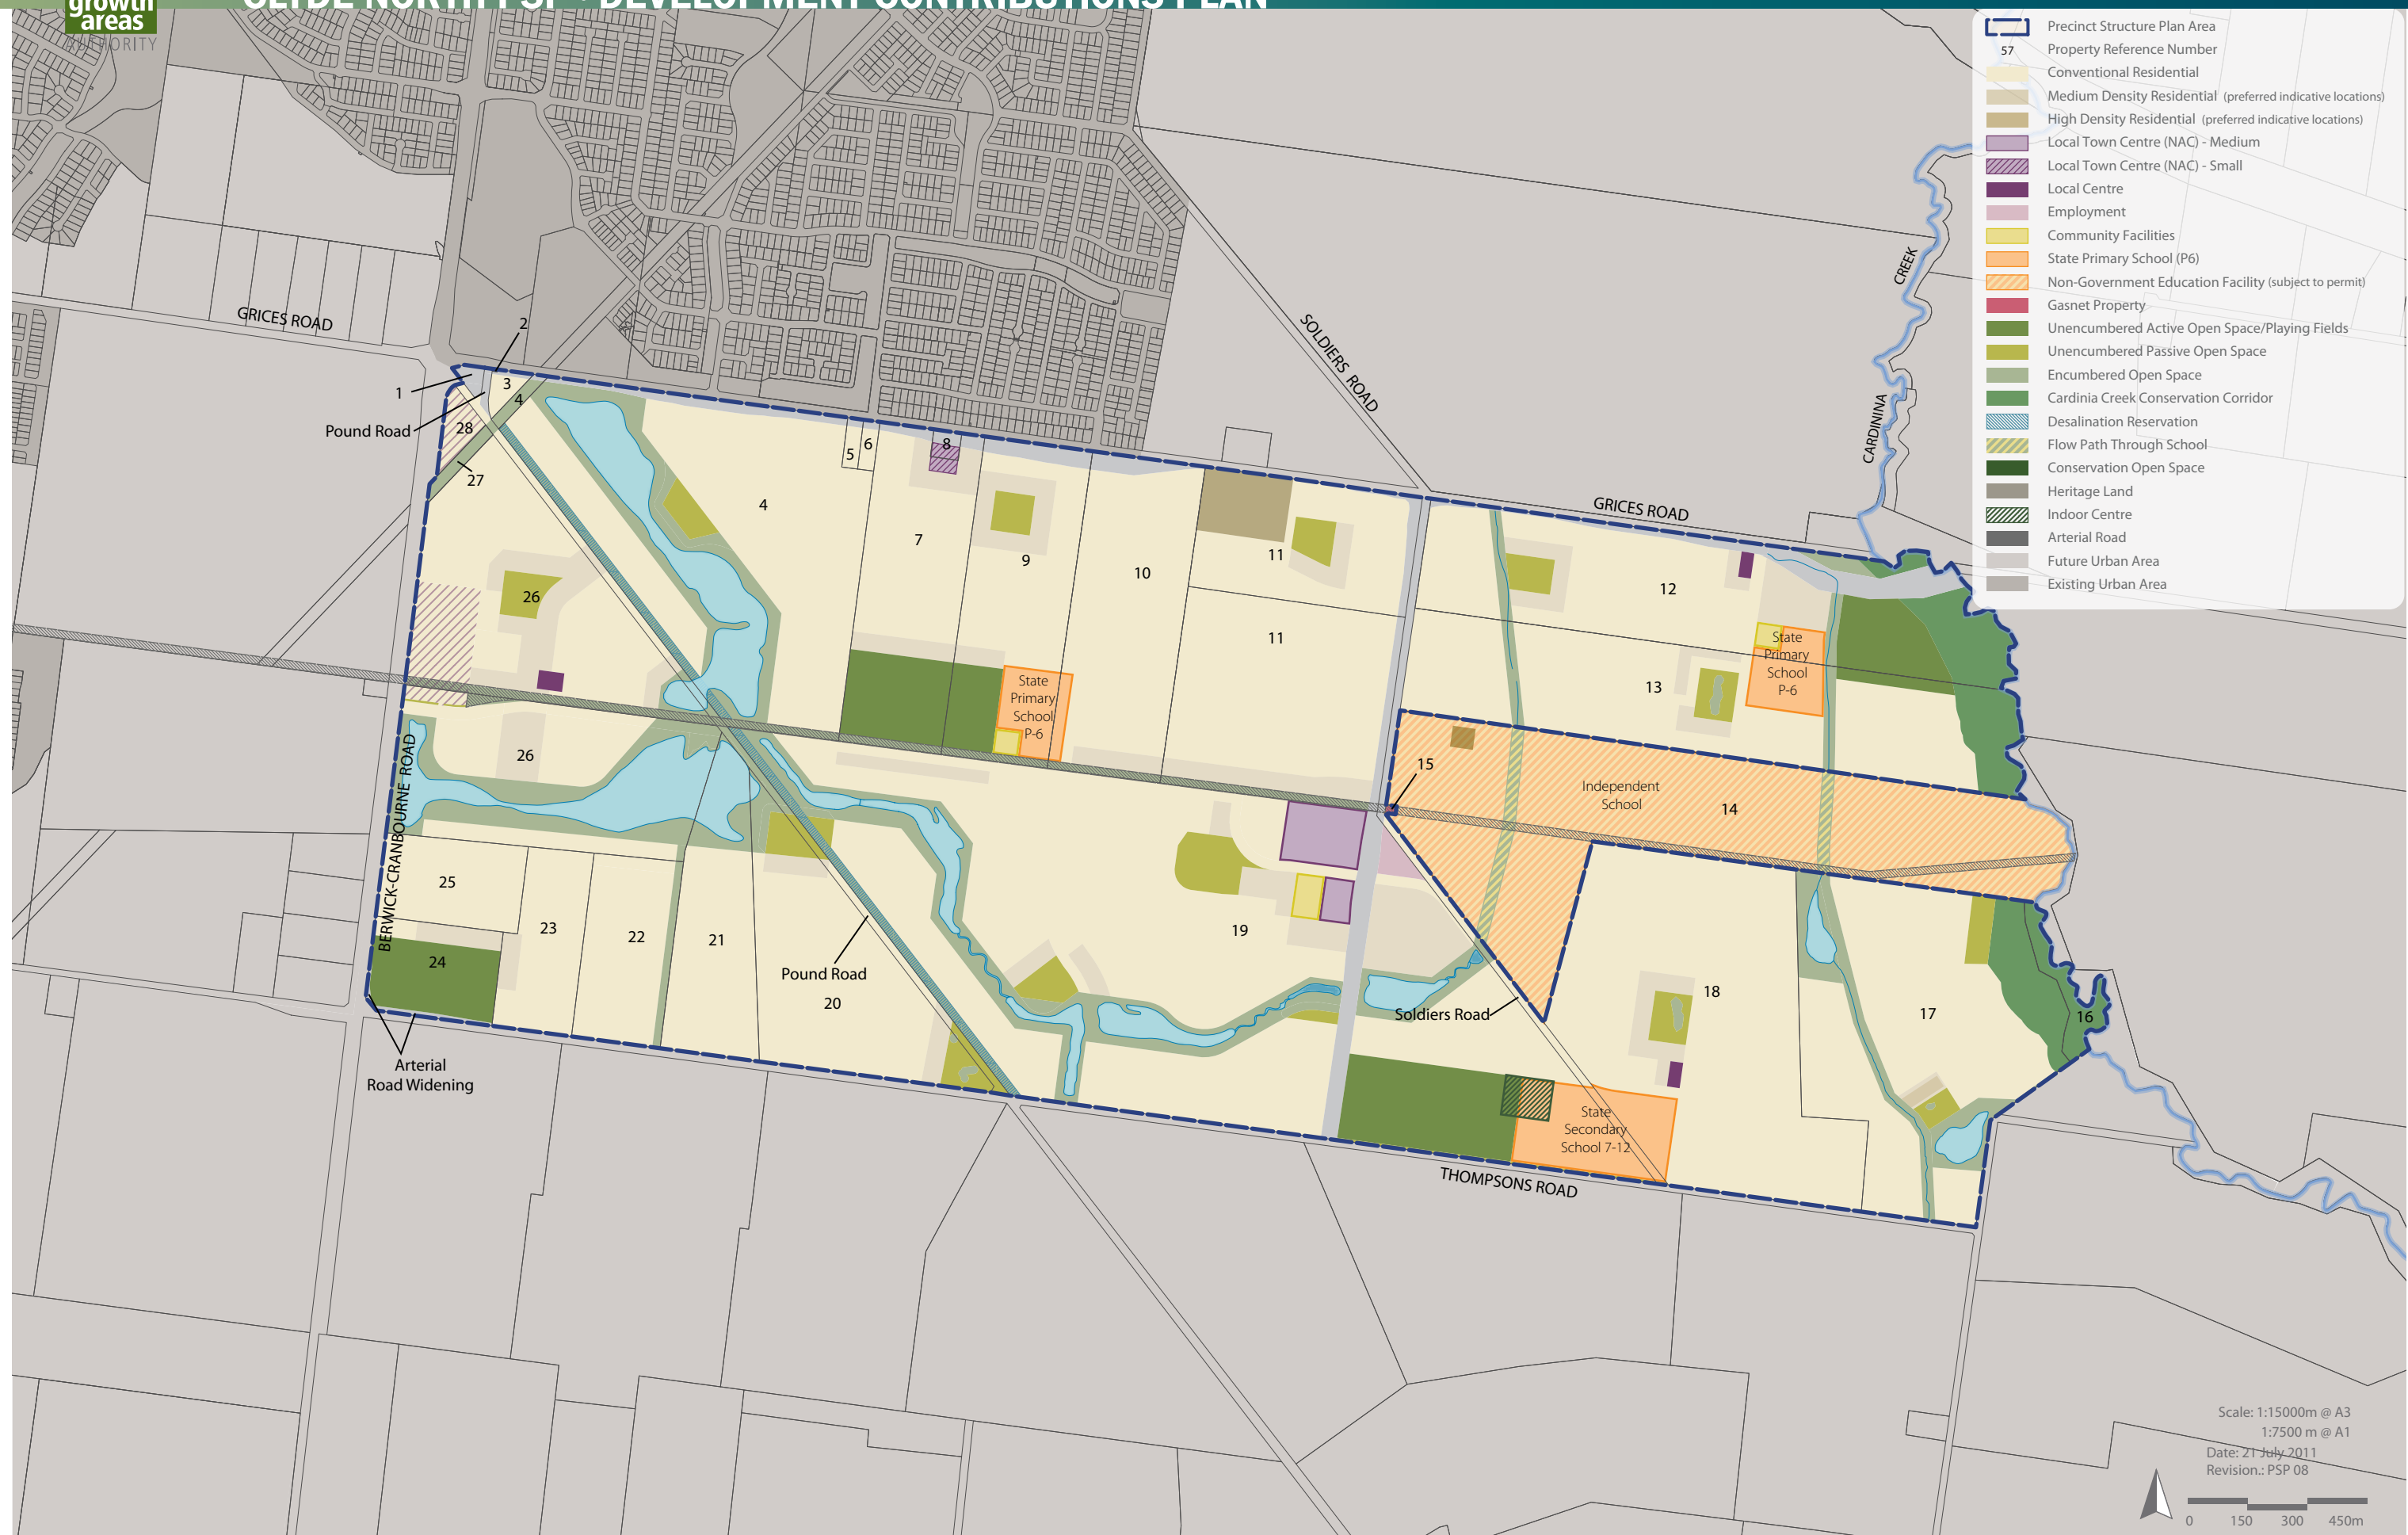 growth
areas
AUTHORITY
CLYDE NORTH PSP - DEVELOPMENT CONTRIBUTIONS PLAN
Precinct Structure Plan Area
57 Property Reference Number
Conventional Residential
Medium Density Residential (preferred indicative locations)
High Density Residential (preferred indicative locations)
Local Town Centre (NAC) - Medium
Local Town Centre (NAC) - Small
Local Centre
Employment
Community Facilities
State Primary School (P6)
Non-Government Education Facility (subject to permit)
Gasnet Property
Unencumbered Active Open Space/Playing Fields
Unencumbered Passive Open Space
Encumbered Open Space
Cardinia Creek Conservation Corridor
Desalination Reservation
Flow Path Through School
Conservation Open Space
Heritage Land
Indoor Centre
Arterial Road
Future Urban Area
Existing Urban Area
GRICES ROAD
SOLDIERS ROAD
GRICES ROAD
CARDININA
CREEK
1
2
3
4
Pound Road
28
27
5
6
8
4
7
9
10
11
11
12
13
26
26
State
Primary
School
P-6
State
Primary
School
P-6
15
Independent
School
14
BERWICK-CRANBOURNE ROAD
25
24
23
22
21
Pound Road
20
19
Soldiers Road
18
17
16
Arterial
Road Widening
State
Secondary
School 7-12
THOMPSONS ROAD
Scale: 1:15000m @ A3
1:7500 m @ A1
Date: 21 July 2011
Revision.: PSP 08
0 150 300 450m